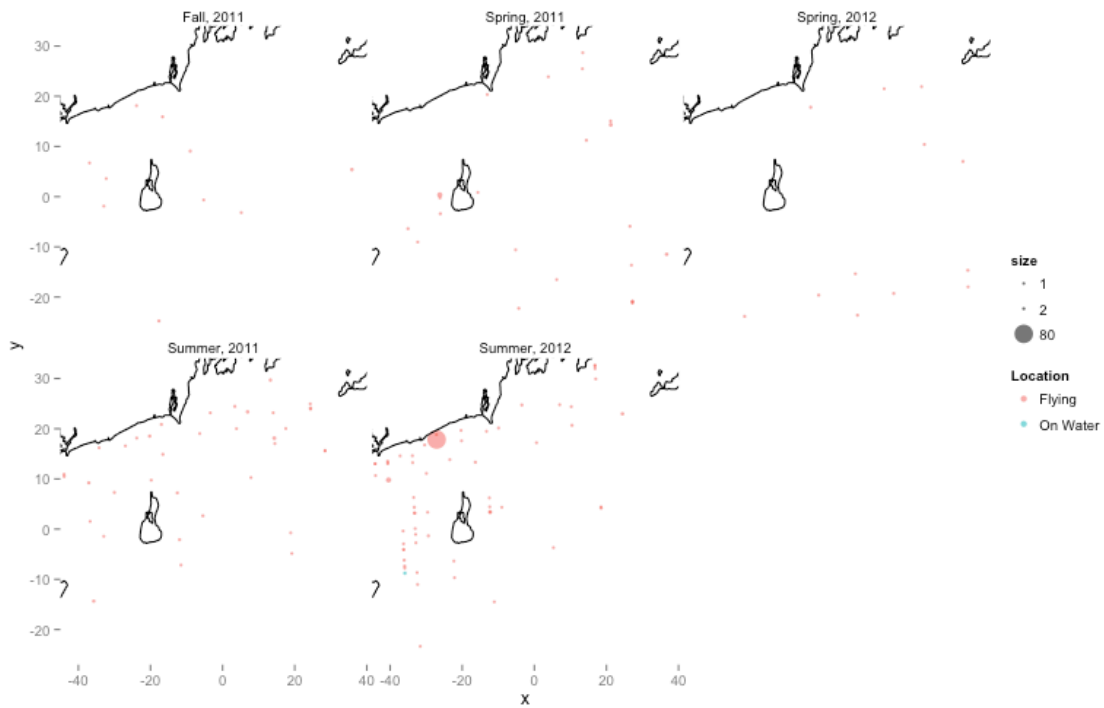 Fall, 2011
Spring, 2011
Spring, 2012
30
20
10
0
-10
-20
Summer, 2011
Summer, 2012
30
20
10
0
-10
-20
-40 -20 0 20 40 -40 -20 0 20 40
x
y
size
1
2
80
Location
Flying
On Water